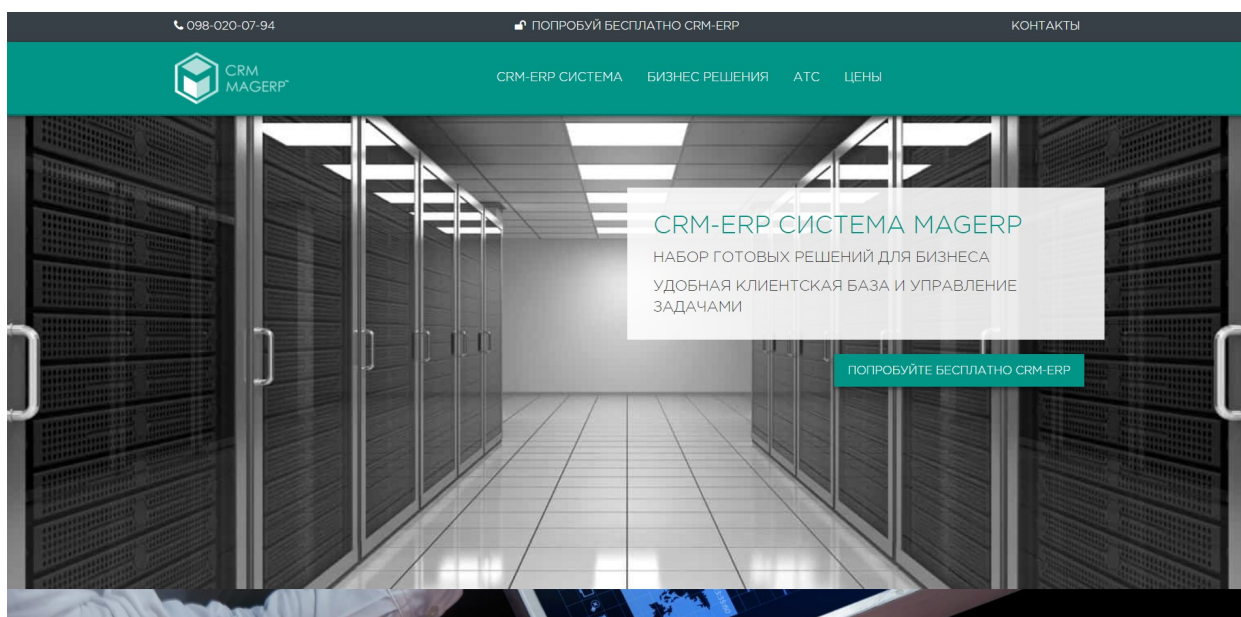 098-020-07-94
ПОПРОБУЙ БЕСПЛАТНО CRM-ERP
КОНТАКТЫ
CRM
MAGERP™
CRM-ERP СИСТЕМА
БИЗНЕС РЕШЕНИЯ
АТС
ЦЕНЫ
CRM-ERP СИСТЕМА MAGERP
НАБОР ГОТОВЫХ РЕШЕНИЙ ДЛЯ БИЗНЕСА
УДОБНАЯ КЛИЕНТСКАЯ БАЗА И УПРАВЛЕНИЕ
ЗАДАЧАМИ
ПОПРОБУЙТЕ БЕСПЛАТНО CRM-ERP